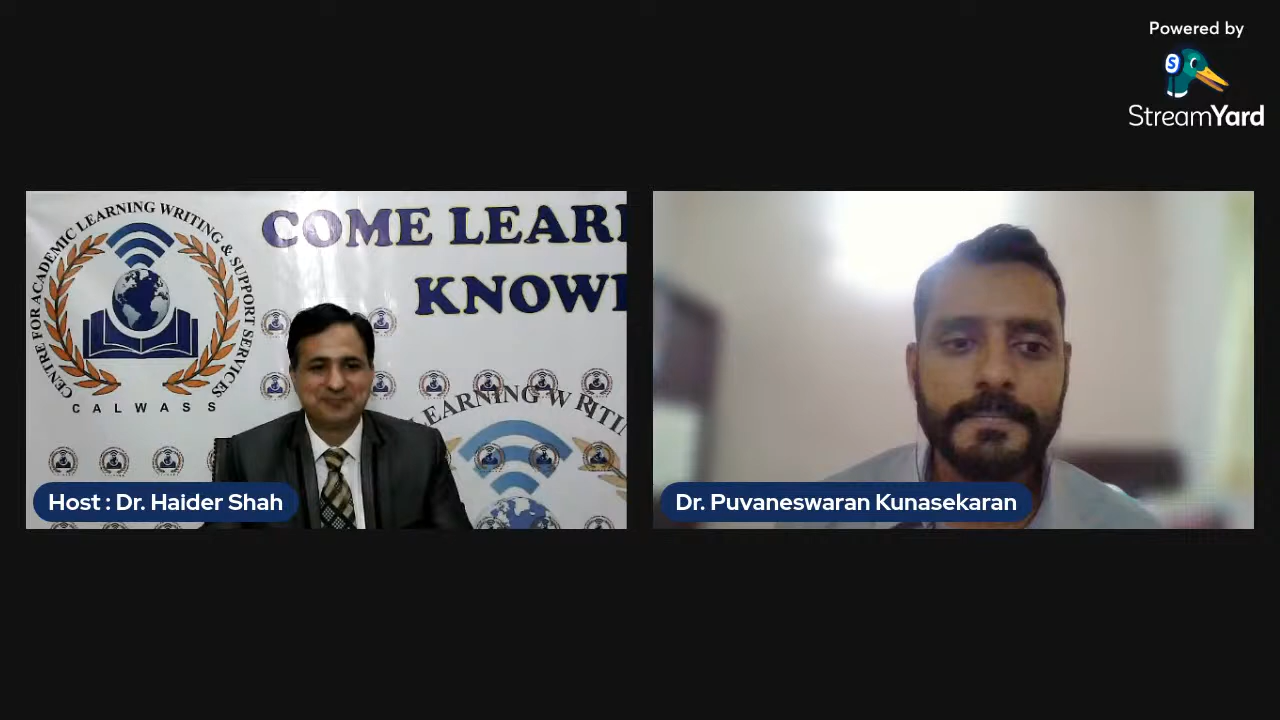 Powered by
StreamYard
CENTRE FOR ACADEMIC LEARNING WRITING & SUPPORT SERVICES
CALWASS
COME LEAR
KNOW
LEARNING WRITI
Host : Dr. Haider Shah
Dr. Puvaneswaran Kunasekaran